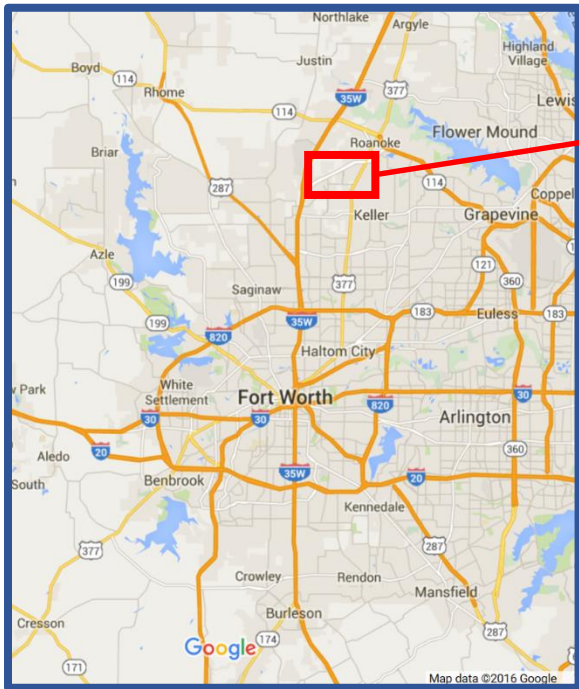 Northlake
Argyle
Highland
Village
Boyd
114
Justin
Rhome
35W
377
Lewis
114
Flower Mound
Roanoke
Briar
287
114
Coppel
Keller
Grapevine
Azle
121
199
377
360
Saginaw
183
Euless
183
199
35W
820
Haltom City
Park
White
Settlement
Fort Worth
30
820
30
30
Arlington
Aledo
20
360
South
Benbrook
35W
20
Kennedale
377
287
Crowley
Rendon
Mansfield
Burleson
Cresson
287
Google
174
171
Map data ©2016 Google